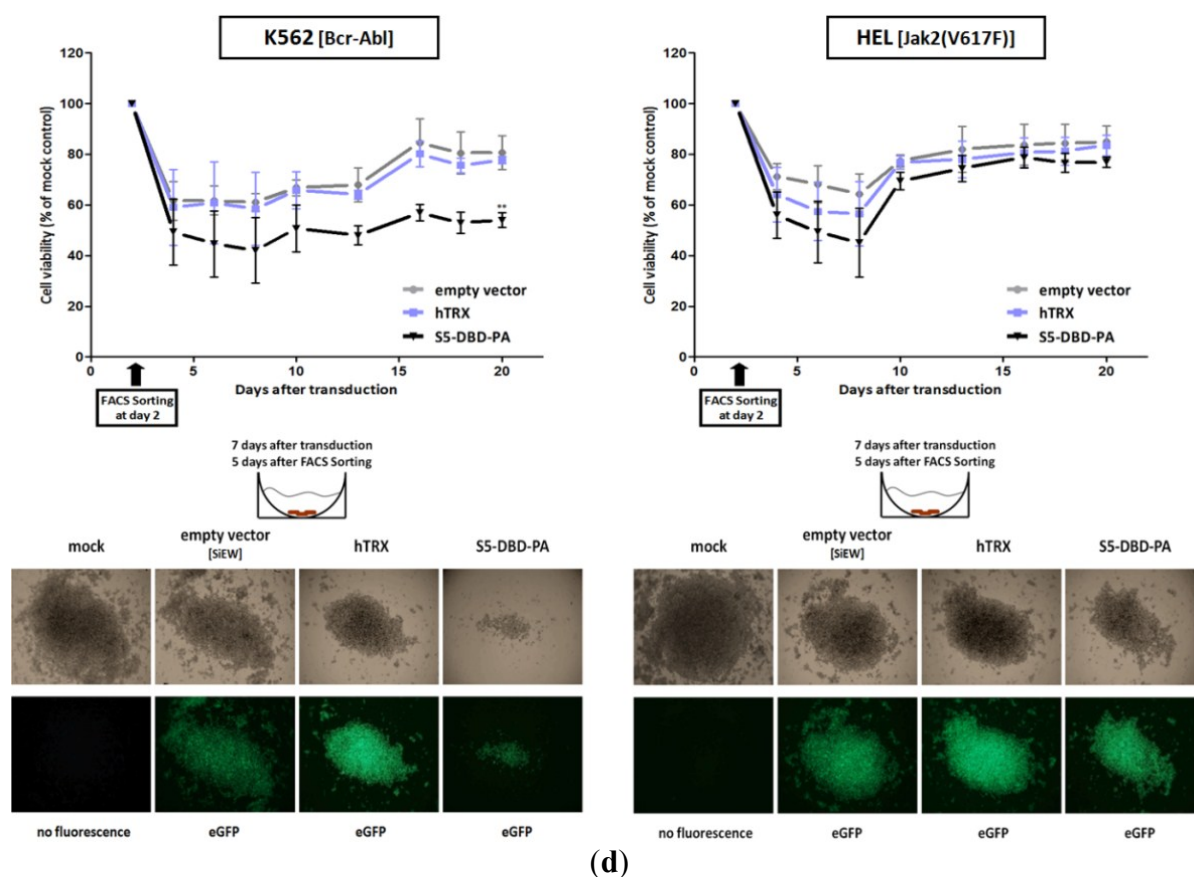 K562 [Bcr-Abl]
120
100
80
60
40
20
0
Cell viability (% of mock control)
**
empty vector
hTRX
S5-DBD-PA
0 5 10 15 20
Days after transduction
FACS Sorting
at day 2
7 days after transduction
5 days after FACS Sorting
mock
empty vector
[SiEW]
hTRX
S5-DBD-PA
no fluorescence
eGFP
eGFP
eGFP
HEL [Jak2(V617F)]
120
100
80
60
40
20
0
Cell viability (% of mock control)
empty vector
hTRX
S5-DBD-PA
0 5 10 15 20
Days after transduction
FACS Sorting
at day 2
7 days after transduction
5 days after FACS Sorting
mock
empty vector
[SiEW]
hTRX
S5-DBD-PA
no fluorescence
eGFP
eGFP
eGFP
(d)